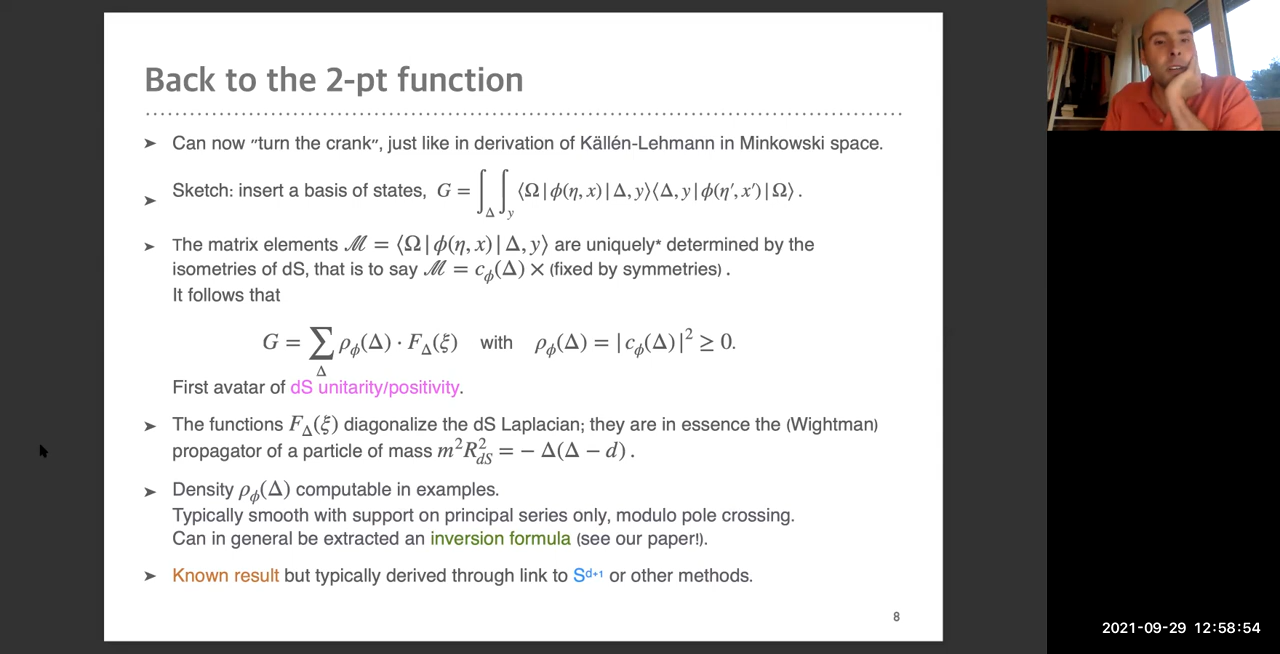 Back to the 2-pt function
➤ Can now "turn the crank", just like in derivation of Källén-Lehmann in Minkowski space.
➤ Sketch: insert a basis of states, G = ∫_Δ ∫_y ⟨Ω|ϕ(η, x)|Δ, y⟩⟨Δ, y|ϕ(η′, x′)|Ω⟩.
➤ The matrix elements ℳ = ⟨Ω|ϕ(η, x)|Δ, y⟩ are uniquely* determined by the
isometries of dS, that is to say ℳ = c_ϕ(Δ) × (fixed by symmetries).
It follows that
G = ∑_Δ ρ_ϕ(Δ) · F_Δ(ξ) with ρ_ϕ(Δ) = |c_ϕ(Δ)|² ≥ 0.
First avatar of dS unitarity/positivity.
➤ The functions F_Δ(ξ) diagonalize the dS Laplacian; they are in essence the (Wightman)
propagator of a particle of mass m²R²_dS = − Δ(Δ − d).
➤ Density ρ_ϕ(Δ) computable in examples.
Typically smooth with support on principal series only, modulo pole crossing.
Can in general be extracted an inversion formula (see our paper!).
➤ Known result but typically derived through link to S^{d+1} or other methods.
8
2021-09-29 12:58:54